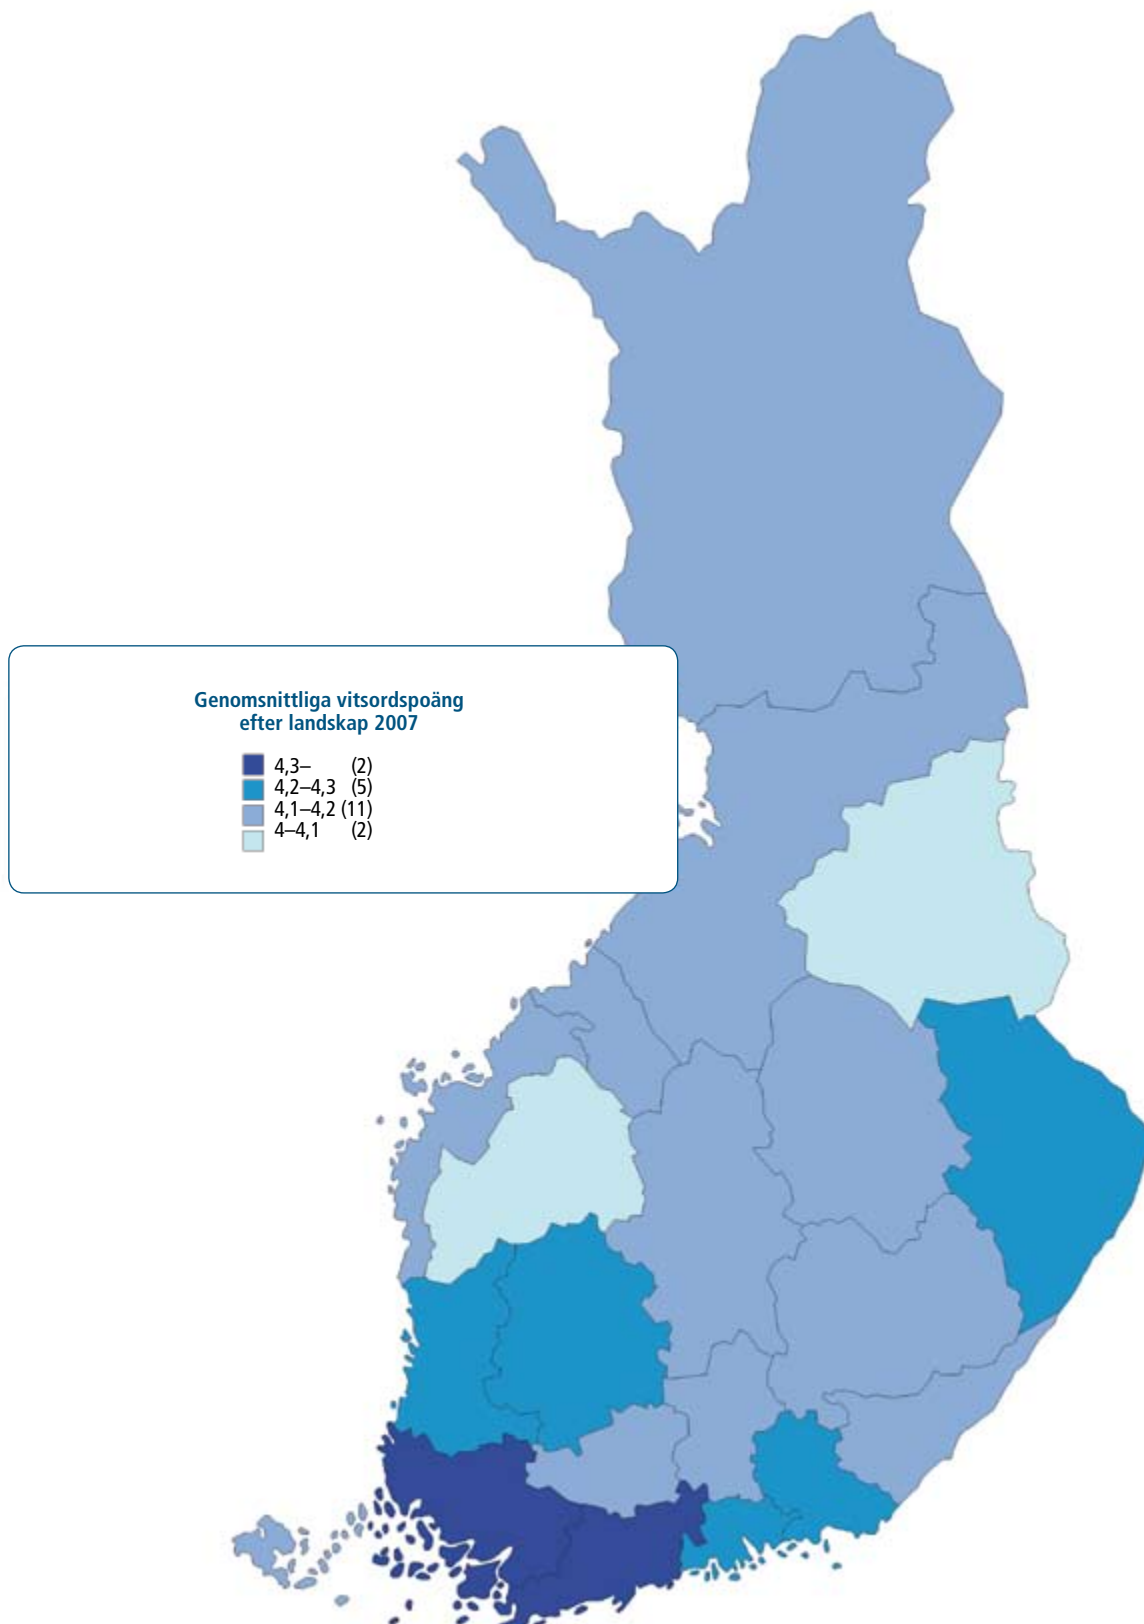 Genomsnittliga vitsordspoäng
efter landskap 2007
4,3– (2)
4,2–4,3 (5)
4,1–4,2 (11)
4–4,1 (2)